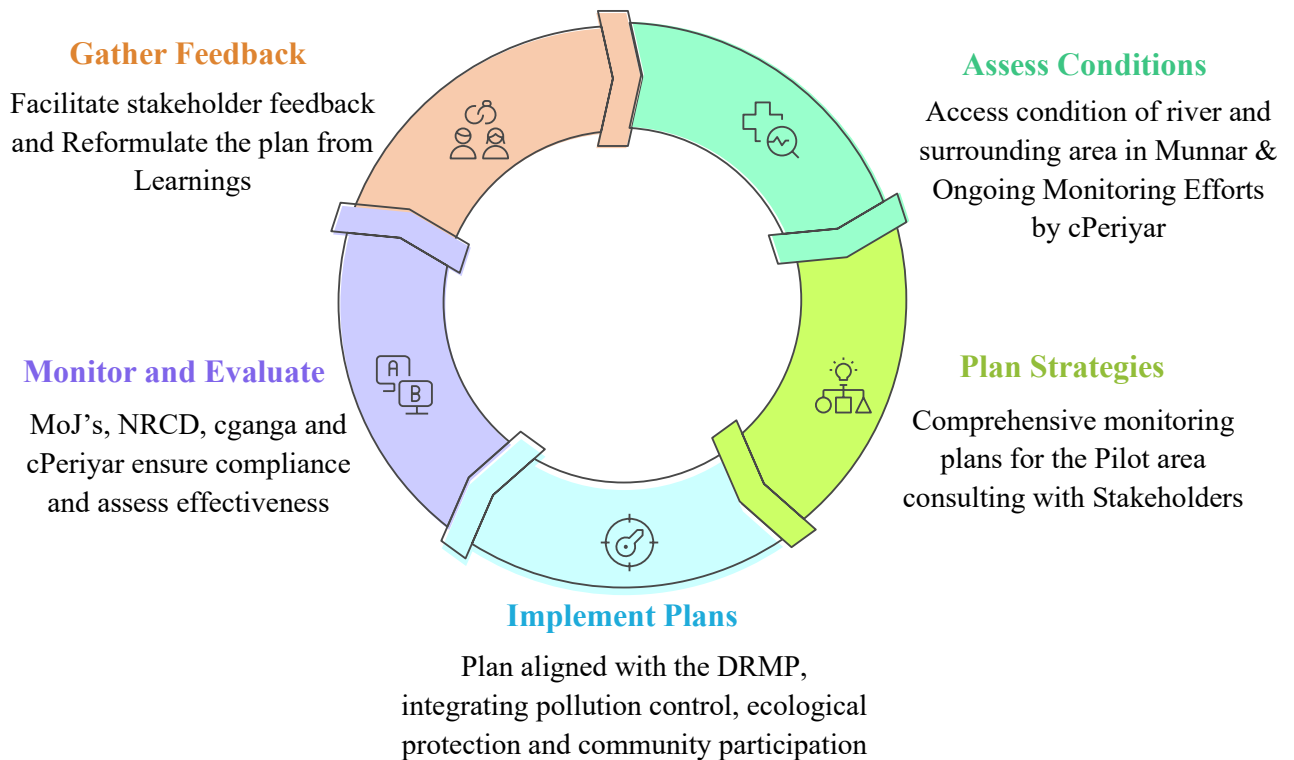 Gather Feedback
Facilitate stakeholder feedback
and Reformulate the plan from
Learnings
Assess Conditions
Access condition of river and
surrounding area in Munnar &
Ongoing Monitoring Efforts
by cPeriyar
Plan Strategies
Comprehensive monitoring
plans for the Pilot area
consulting with Stakeholders
Implement Plans
Plan aligned with the DRMP,
integrating pollution control, ecological
protection and community participation
Monitor and Evaluate
MoJ’s, NRCD, cganga and
cPeriyar ensure compliance
and assess effectiveness
A
B